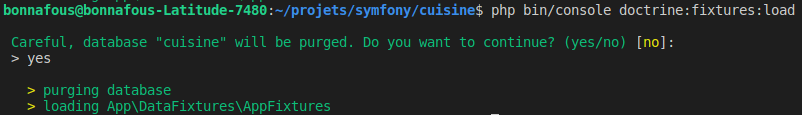 bonnafous@bonnafous-Latitude-7480:~/projets/symfony/cuisine$ php bin/console doctrine:fixtures:load
Careful, database "cuisine" will be purged. Do you want to continue? (yes/no) [no]:
> yes
> purging database
> loading App\DataFixtures\AppFixtures